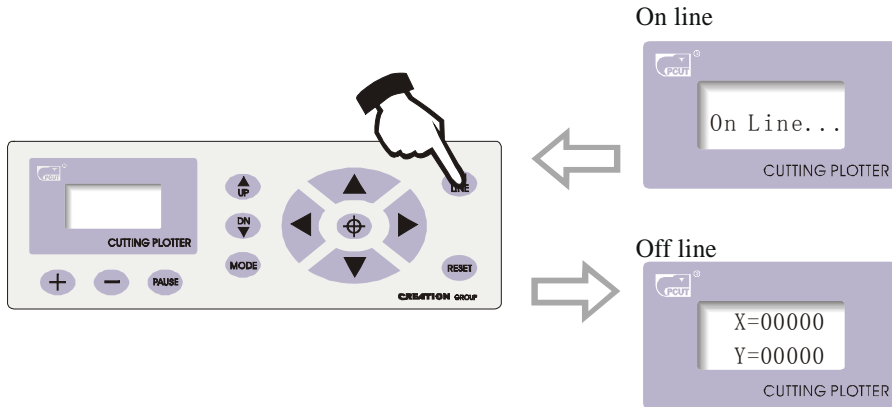 On line
PCUT ®
On Line...
CUTTING PLOTTER
PCUT ®
UP
DN
MODE
LINE
RESET
CUTTING PLOTTER
+
−
PAUSE
CREATION GROUP
Off line
PCUT ®
X=00000
Y=00000
CUTTING PLOTTER